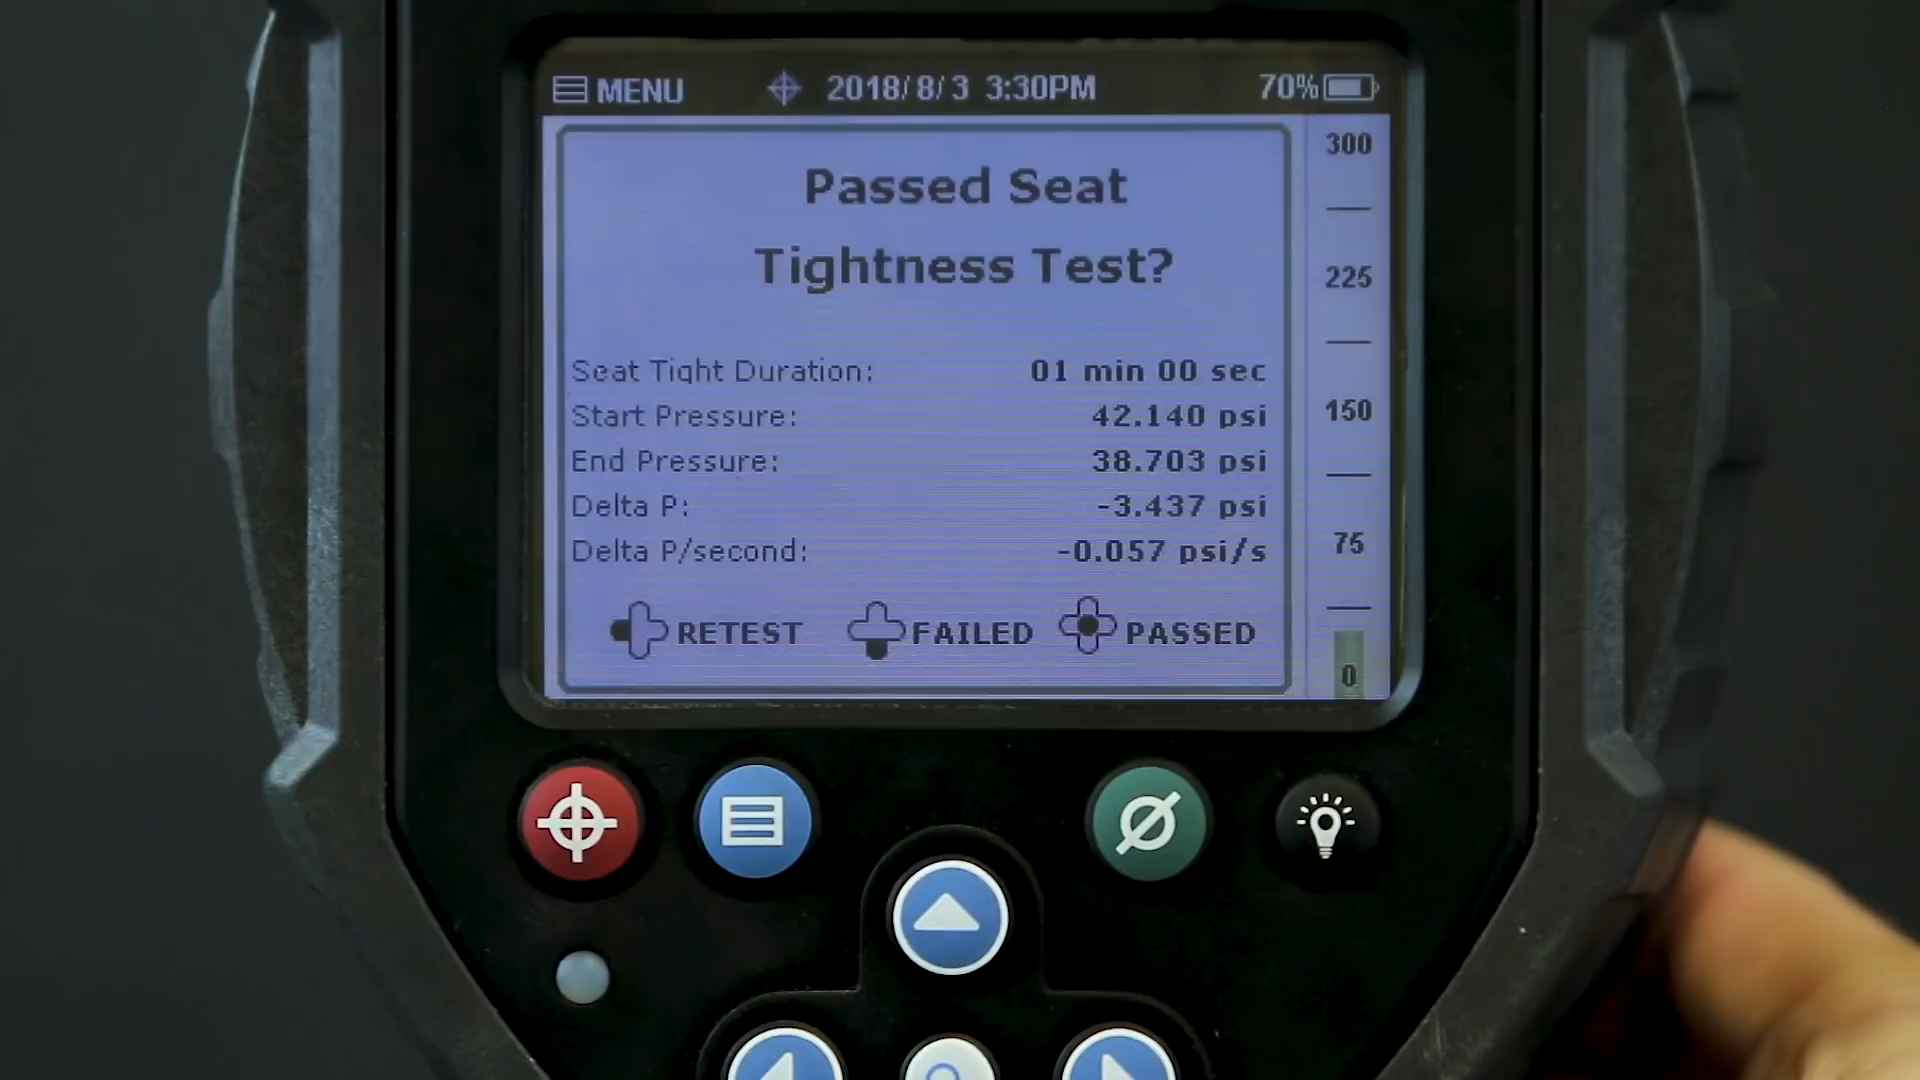 MENU 2018/ 8/ 3 3:30PM 70%
Passed Seat
Tightness Test?
Seat Tight Duration: 01 min 00 sec
Start Pressure: 42.140 psi
End Pressure: 38.703 psi
Delta P: -3.437 psi
Delta P/second: -0.057 psi/s
RETEST FAILED PASSED
300
225
150
75
0